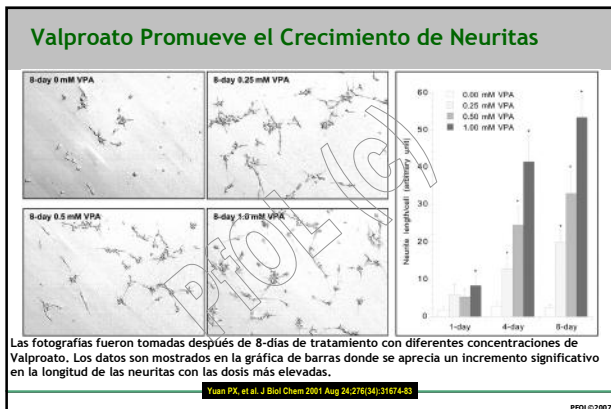 Valproato Promueve el Crecimiento de Neuritas
8-day 0 mM VPA
8-day 0.25 mM VPA
8-day 0.5 mM VPA
8-day 1.0 mM VPA
Neurite length/cell (arbitrary unit)
60
50
40
30
20
10
0
0.00 mM VPA
0.25 mM VPA
0.50 mM VPA
1.00 mM VPA
1-day
4-day
8-day
PFOL (c)
Las fotografías fueron tomadas después de 8-días de tratamiento con diferentes concentraciones de
Valproato. Los datos son mostrados en la gráfica de barras donde se aprecia un incremento significativo
en la longitud de las neuritas con las dosis más elevadas.
Yuan PX, et al. J Biol Chem 2001 Aug 24;276(34):31674-83
PFOL©2007